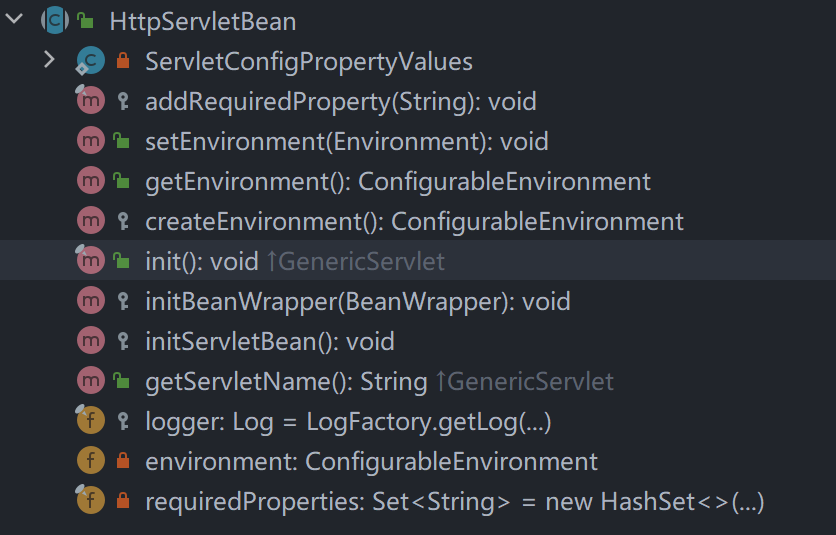 HttpServletBean
ServletConfigPropertyValues
addRequiredProperty(String): void
setEnvironment(Environment): void
getEnvironment(): ConfigurableEnvironment
createEnvironment(): ConfigurableEnvironment
init(): void ↑GenericServlet
initBeanWrapper(BeanWrapper): void
initServletBean(): void
getServletName(): String ↑GenericServlet
logger: Log = LogFactory.getLog(...)
environment: ConfigurableEnvironment
requiredProperties: Set<String> = new HashSet<>(...)